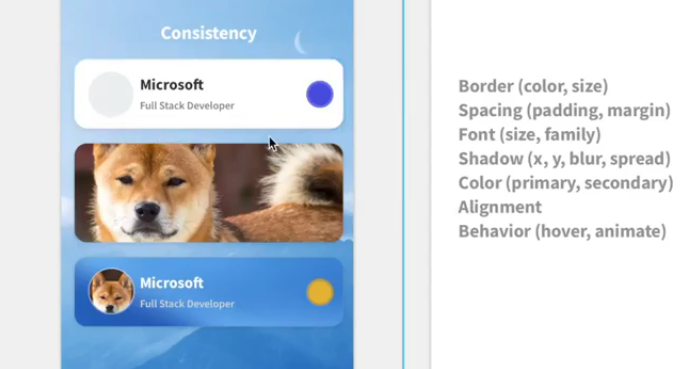 Consistency
Microsoft
Full Stack Developer
Microsoft
Full Stack Developer
Border (color, size)
Spacing (padding, margin)
Font (size, family)
Shadow (x, y, blur, spread)
Color (primary, secondary)
Alignment
Behavior (hover, animate)